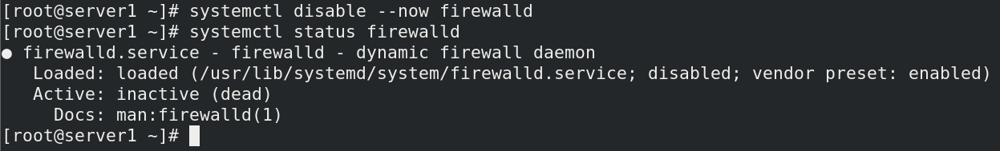 [root@server1 ~]# systemctl disable --now firewalld
[root@server1 ~]# systemctl status firewalld
● firewalld.service - firewalld - dynamic firewall daemon
   Loaded: loaded (/usr/lib/systemd/system/firewalld.service; disabled; vendor preset: enabled)
   Active: inactive (dead)
     Docs: man:firewalld(1)
[root@server1 ~]#